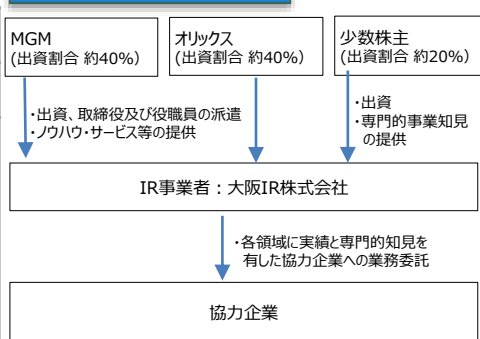 MGM
(出資割合 約40%)
オリックス
(出資割合 約40%)
少数株主
(出資割合 約20%)
・出資、取締役及び役職員の派遣
・ノウハウ・サービス等の提供
・出資
・専門的事業知見
の提供
IR事業者：大阪IR株式会社
・各領域に実績と専門的知見を
有した協力企業への業務委託
協力企業